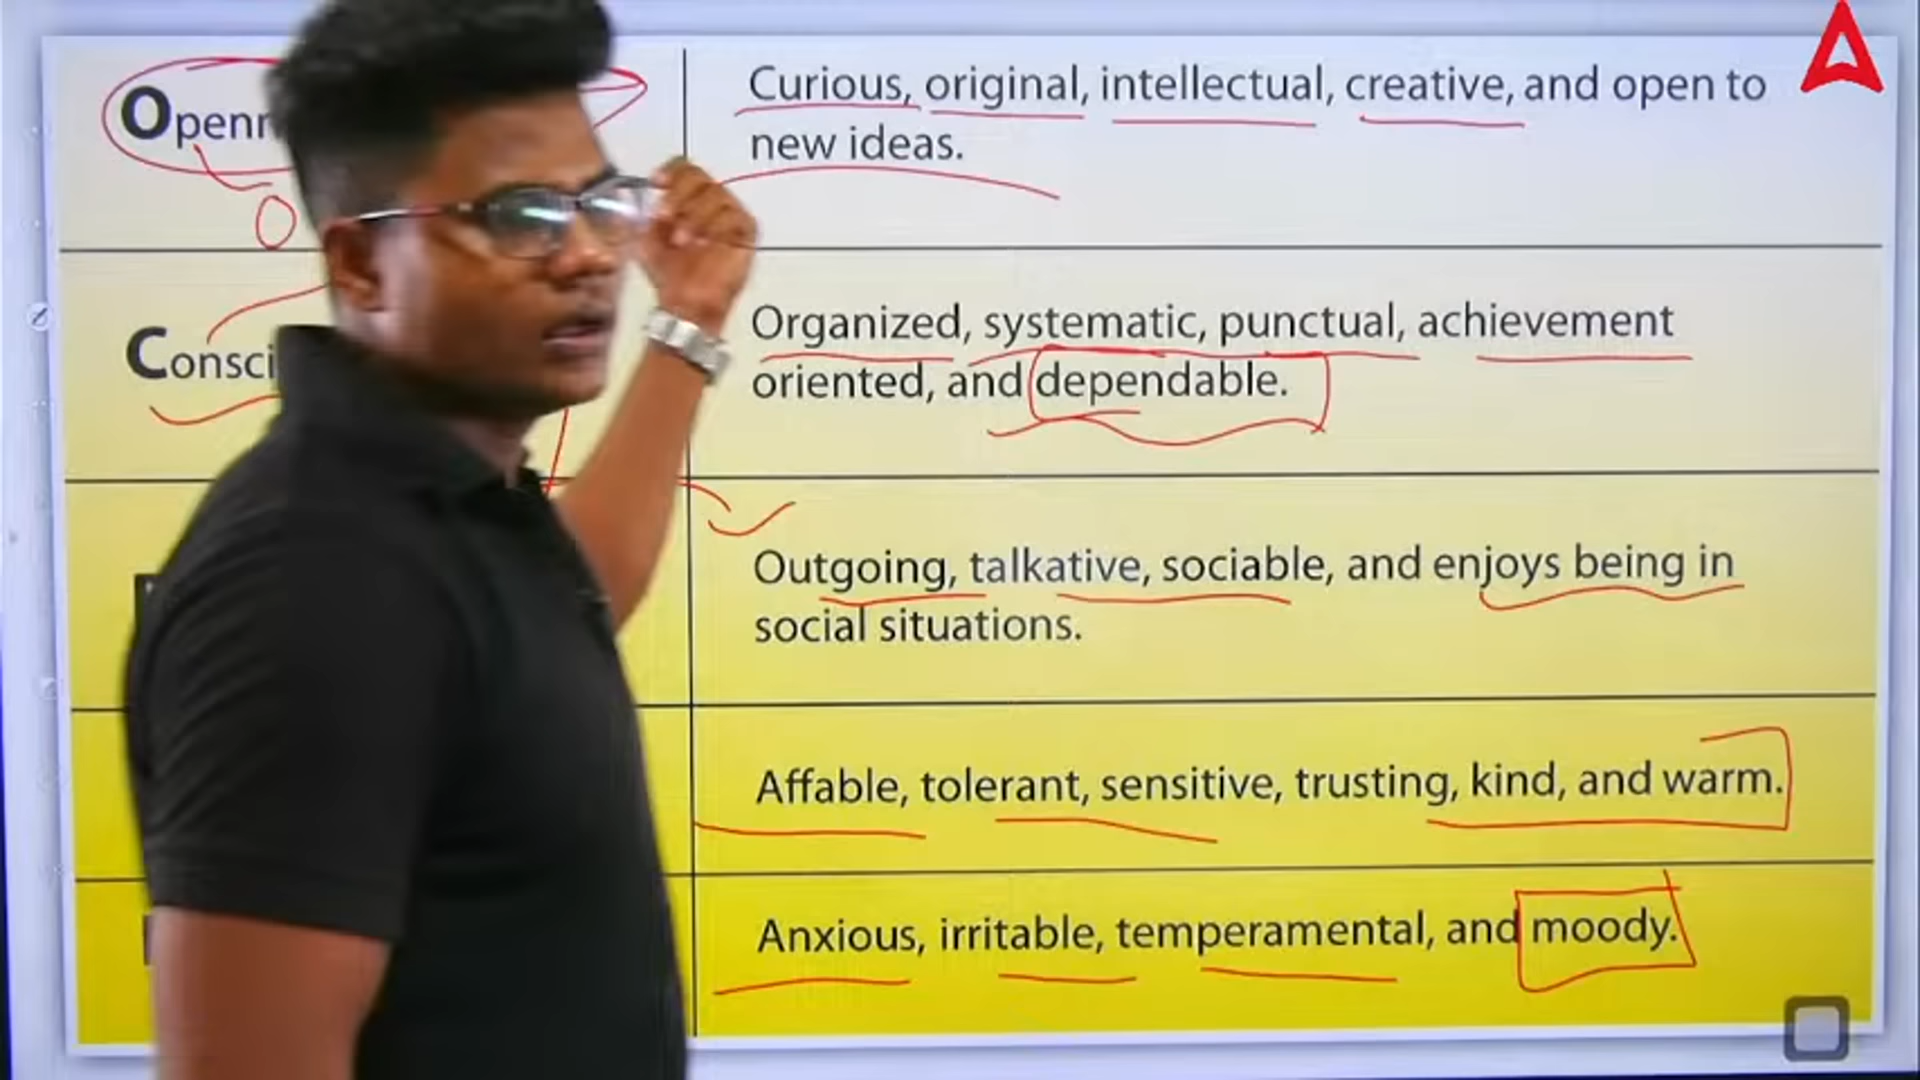 Openn
Curious, original, intellectual, creative, and open to
new ideas.
O
Consci
Organized, systematic, punctual, achievement
oriented, and dependable.
Outgoing, talkative, sociable, and enjoys being in
social situations.
Affable, tolerant, sensitive, trusting, kind, and warm.
Anxious, irritable, temperamental, and moody.